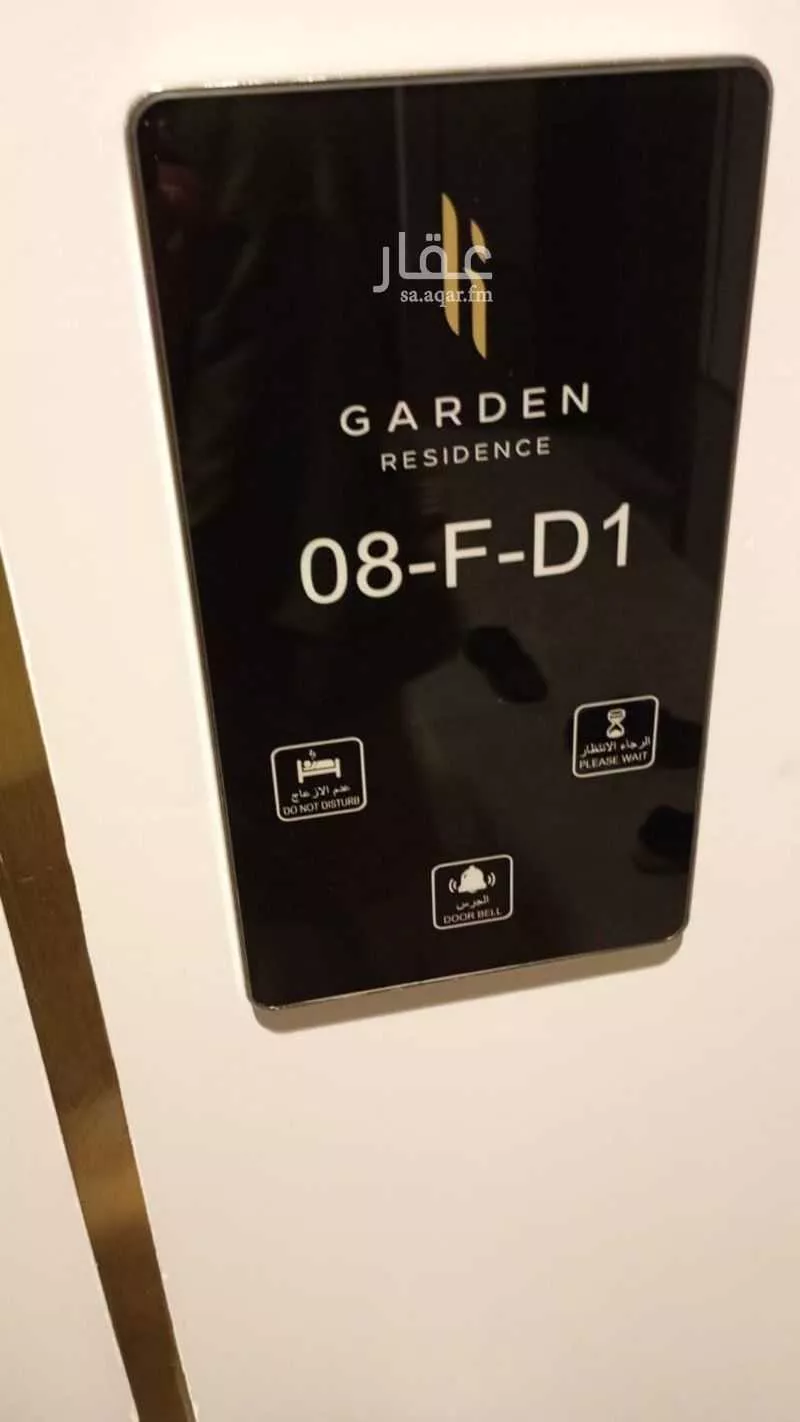 عقار
sa.aqar.fm
GARDEN
RESIDENCE
08-F-D1
الرجاء الانتظار
PLEASE WAIT
عدم الازعاج
DO NOT DISTURB
الجرس
DOOR BELL